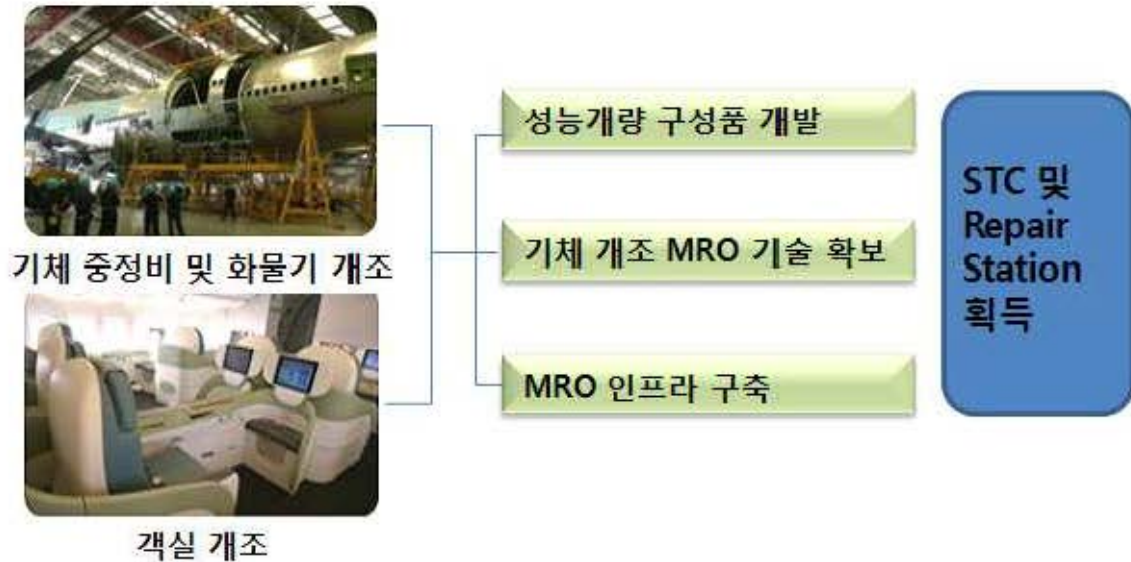 기체 중정비 및 화물기 개조
객실 개조
성능개량 구성품 개발
기체 개조 MRO 기술 확보
MRO 인프라 구축
STC 및
Repair
Station
획득